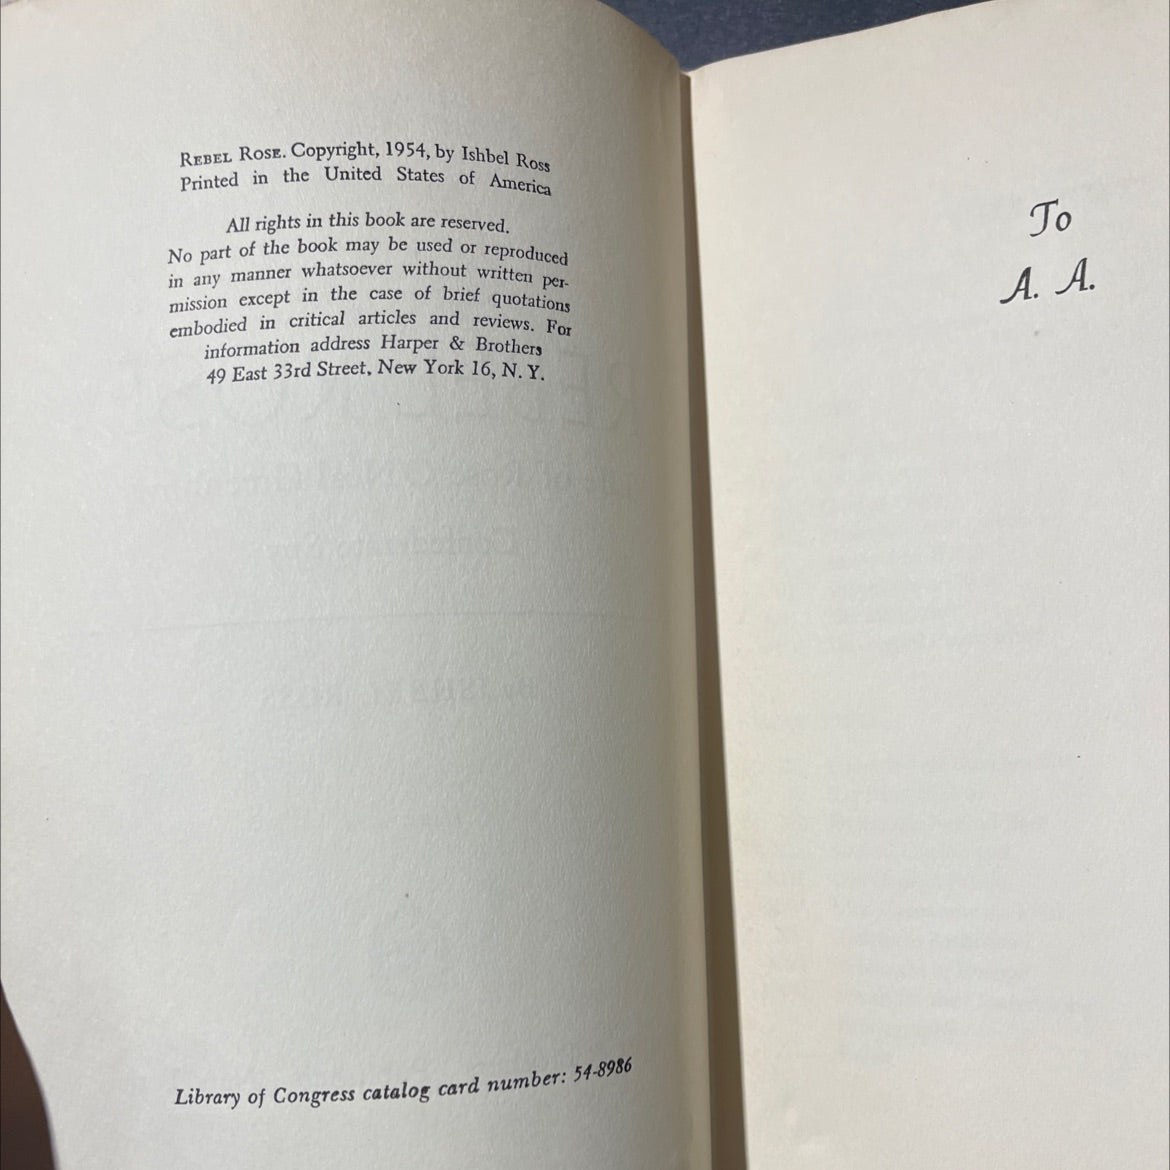 REBEL ROSE. Copyright, 1954, by Ishbel Ross
Printed in the United States of America
All rights in this book are reserved.
No part of the book may be used or reproduced
in any manner whatsoever without written per-
mission except in the case of brief quotations
embodied in critical articles and reviews. For
information address Harper & Brothers
49 East 33rd Street, New York 16, N. Y.
Library of Congress catalog card number: 54-8986
To
A. A.